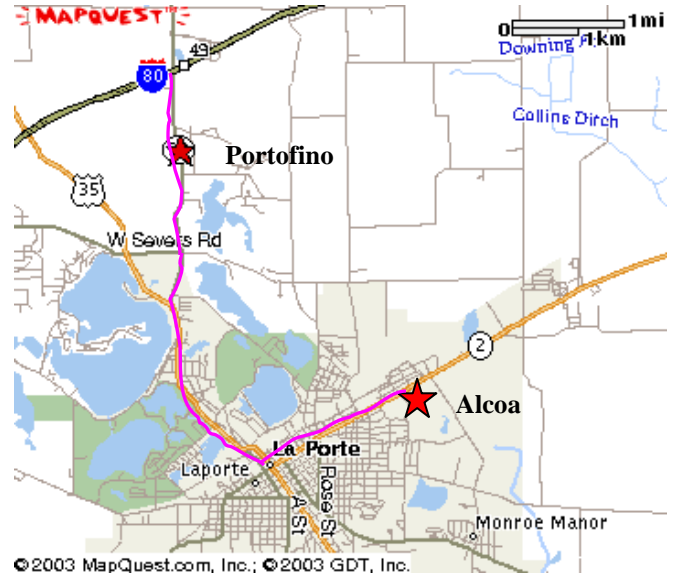 MAPQUEST
0 1mi
1km
49
80
Downing
Collins Ditch
Portofino
35
W Severs Rd
2
Alcoa
La Porte
Laporte
Rose St
A St
Monroe Manor
©2003 MapQuest.com, Inc.; ©2003 GDT, Inc.